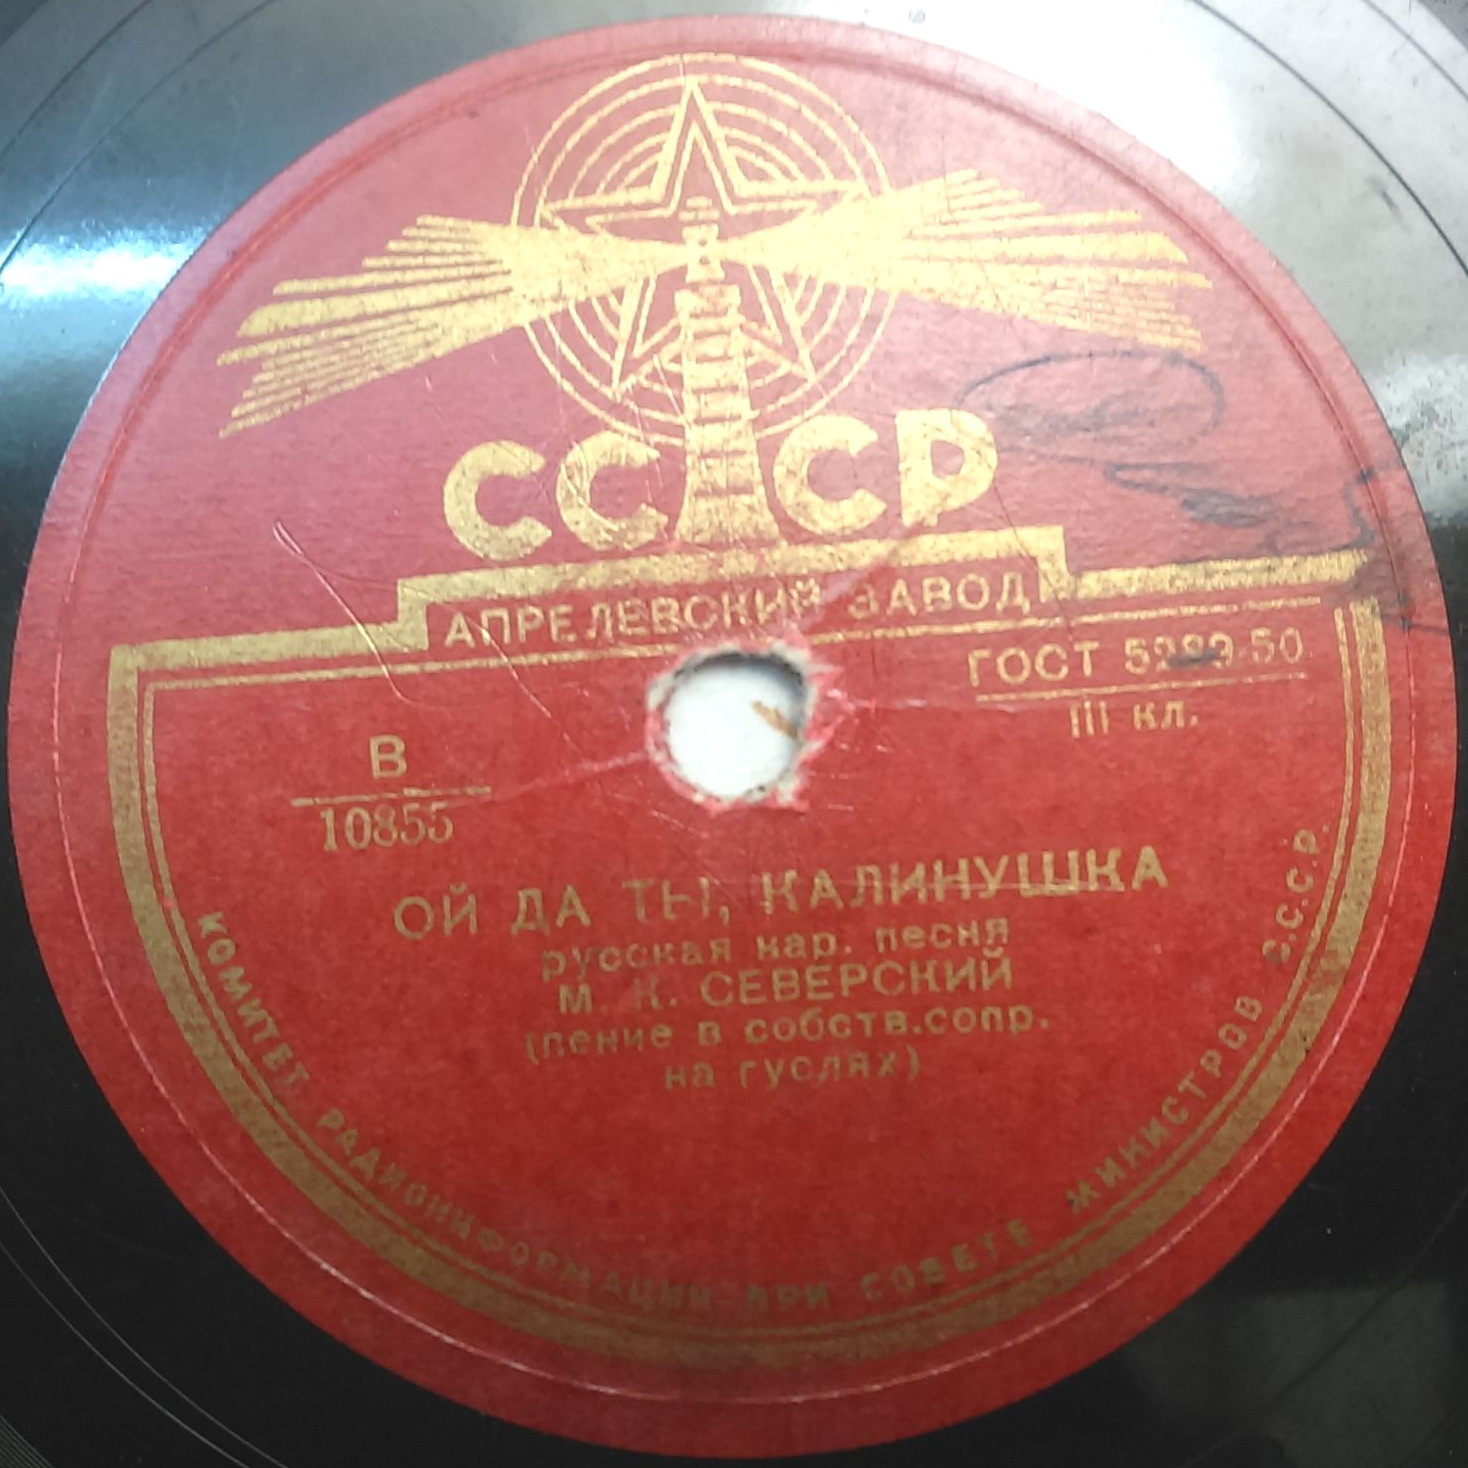 СССР
АПРЕЛЕВСКИЙ ЗАВОД
ГОСТ 5289-50
III кл.
В
10855
ОЙ ДА ТЫ, КАЛИНУШКА
русская нар. песня
М. К. СЕВЕРСКИЙ
(пение в собств.сопр.
на гуслях)
КОМИТЕТ РАДИОИНФОРМАЦИИ ПРИ СОВЕТЕ МИНИСТРОВ С.С.С.Р.